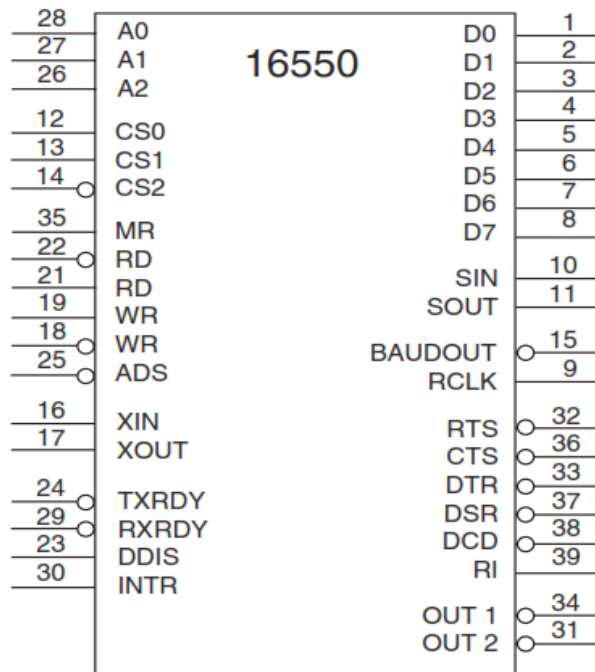 16550
28 A0
27 A1
26 A2
12 CS0
13 CS1
14 CS2
35 MR
22 RD
21 RD
19 WR
18 WR
25 ADS
16 XIN
17 XOUT
24 TXRDY
29 RXRDY
23 DDIS
30 INTR
D0 1
D1 2
D2 3
D3 4
D4 5
D5 6
D6 7
D7 8
SIN 10
SOUT 11
BAUDOUT 15
RCLK 9
RTS 32
CTS 36
DTR 33
DSR 37
DCD 38
RI 39
OUT 1 34
OUT 2 31